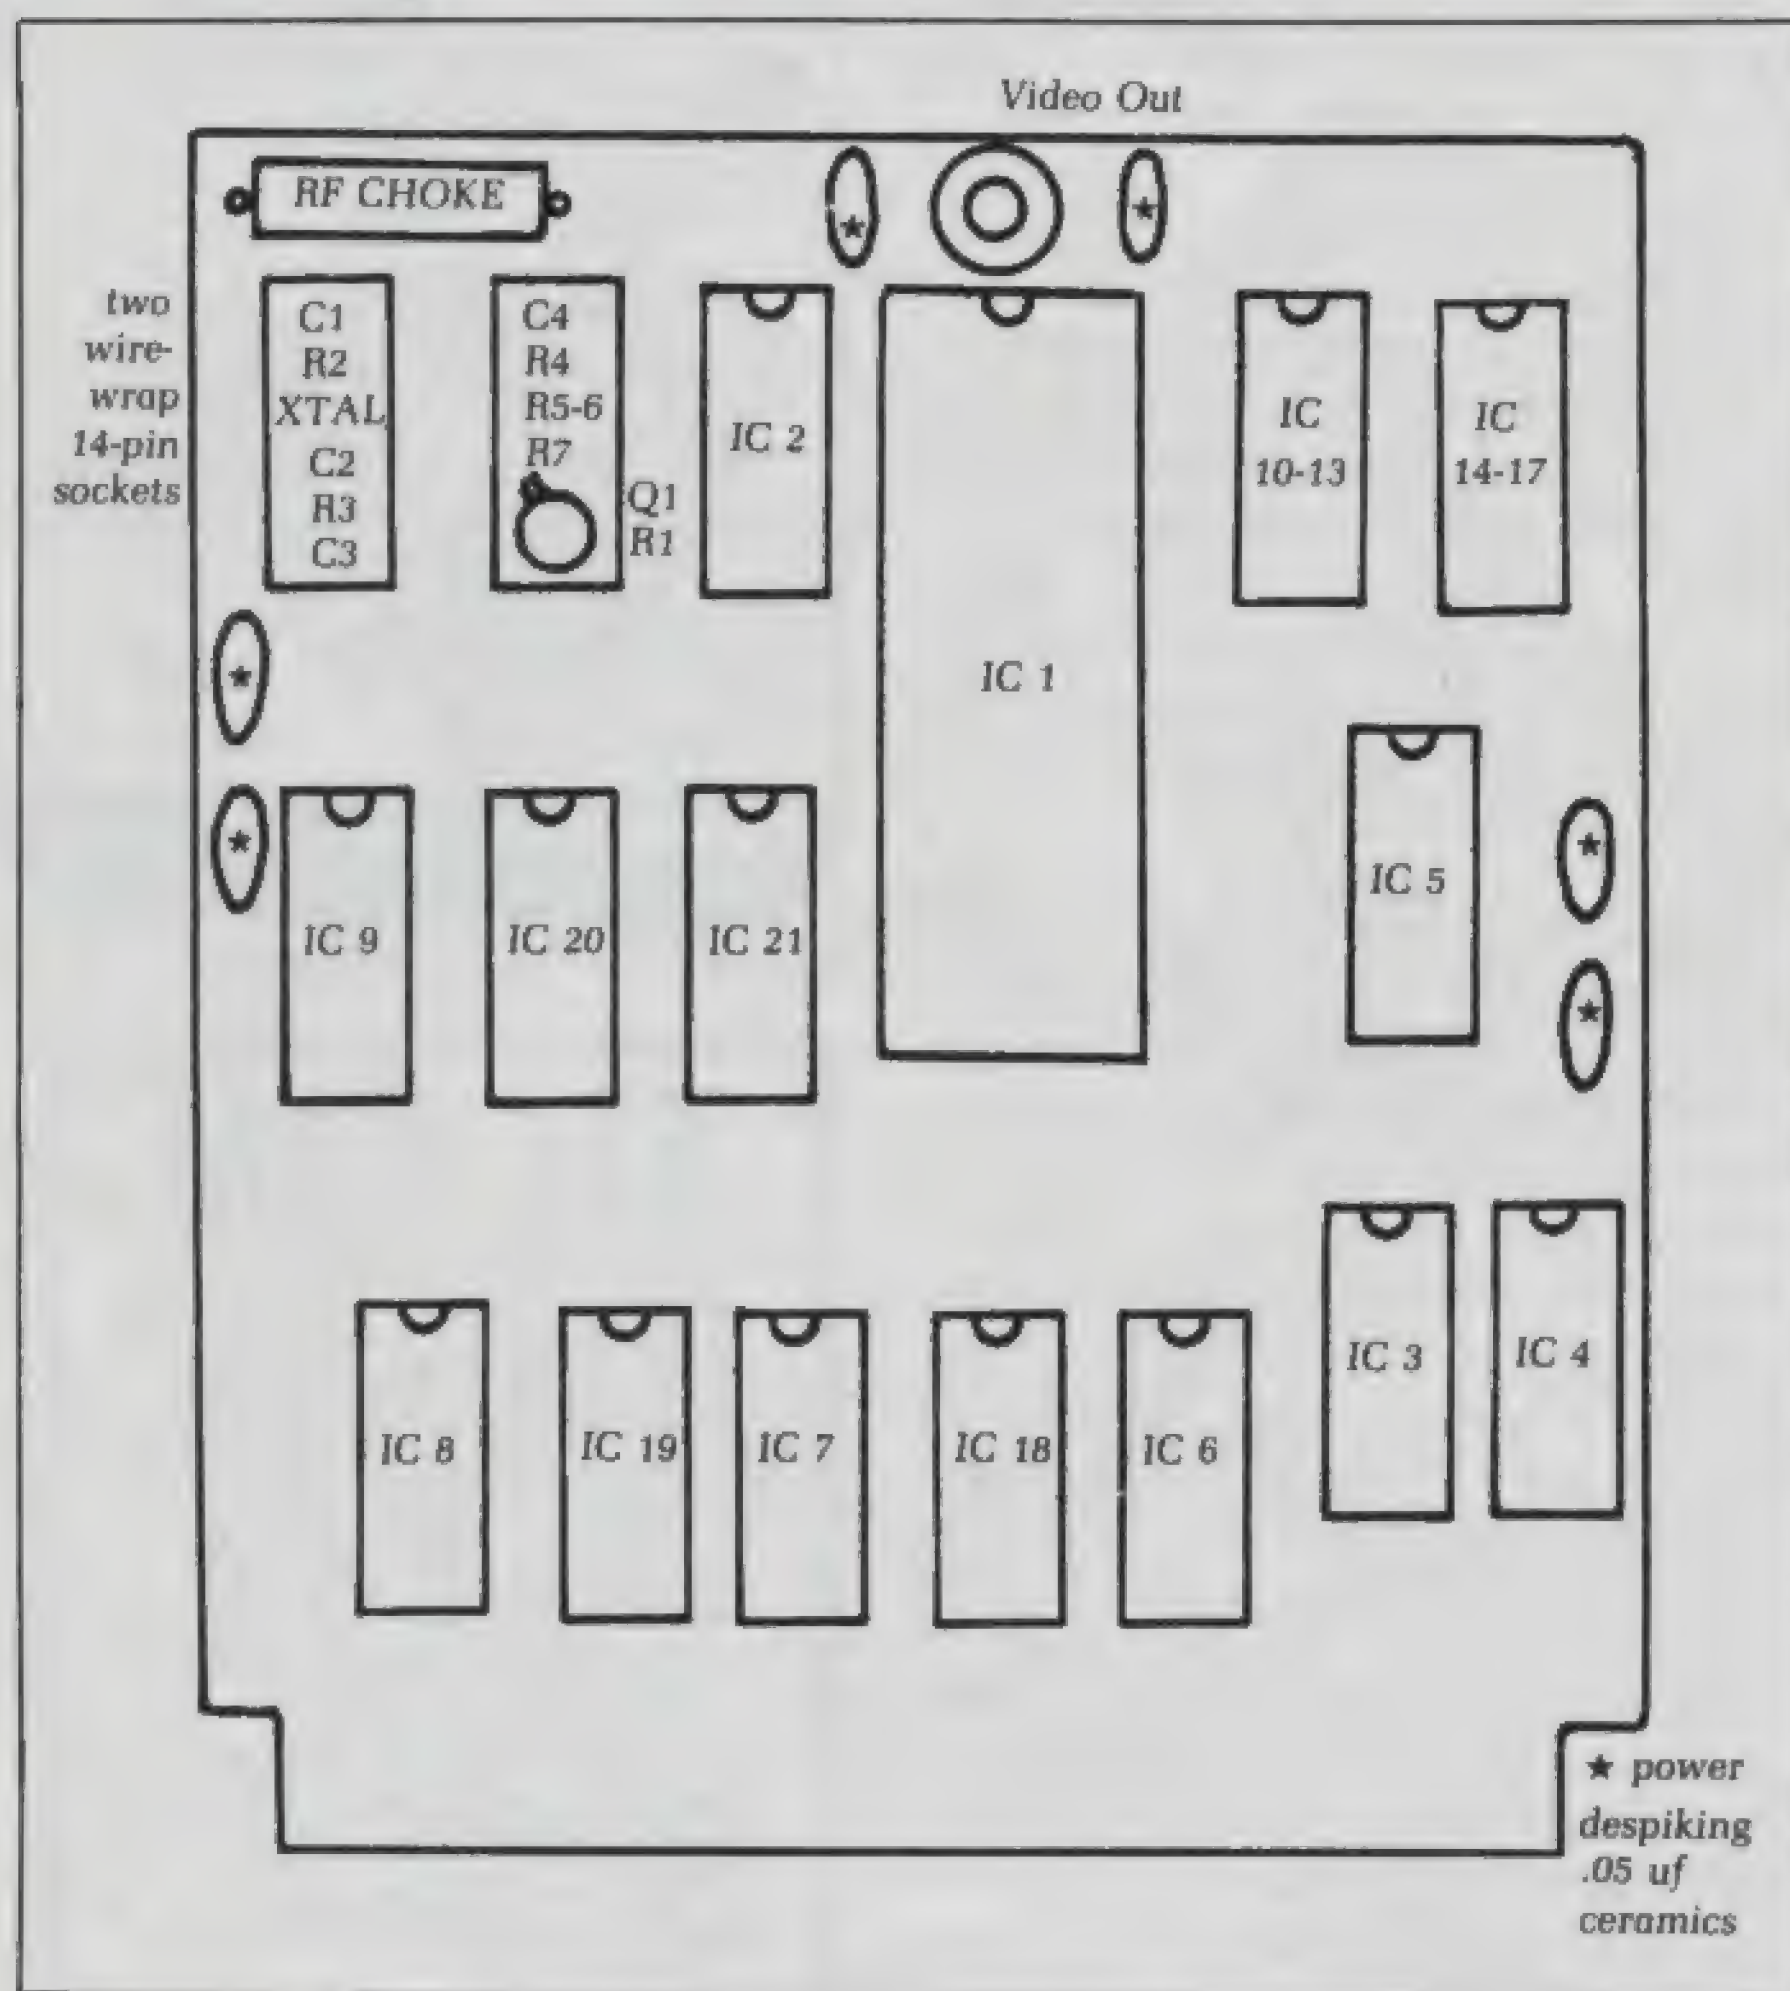 Video Out
RF CHOKE
two
wire-
wrap
14-pin
sockets
C1
R2
XTAL
C2
R3
C3
C4
R4
R5-6
R7
Q1
R1
IC 2
IC 1
IC
10-13
IC
14-17
★
★
★
★
IC 9
IC 20
IC 21
IC 5
★
★
IC 3
IC 4
IC 8
IC 19
IC 7
IC 18
IC 6
★ power
despiking
.05 uf
ceramics